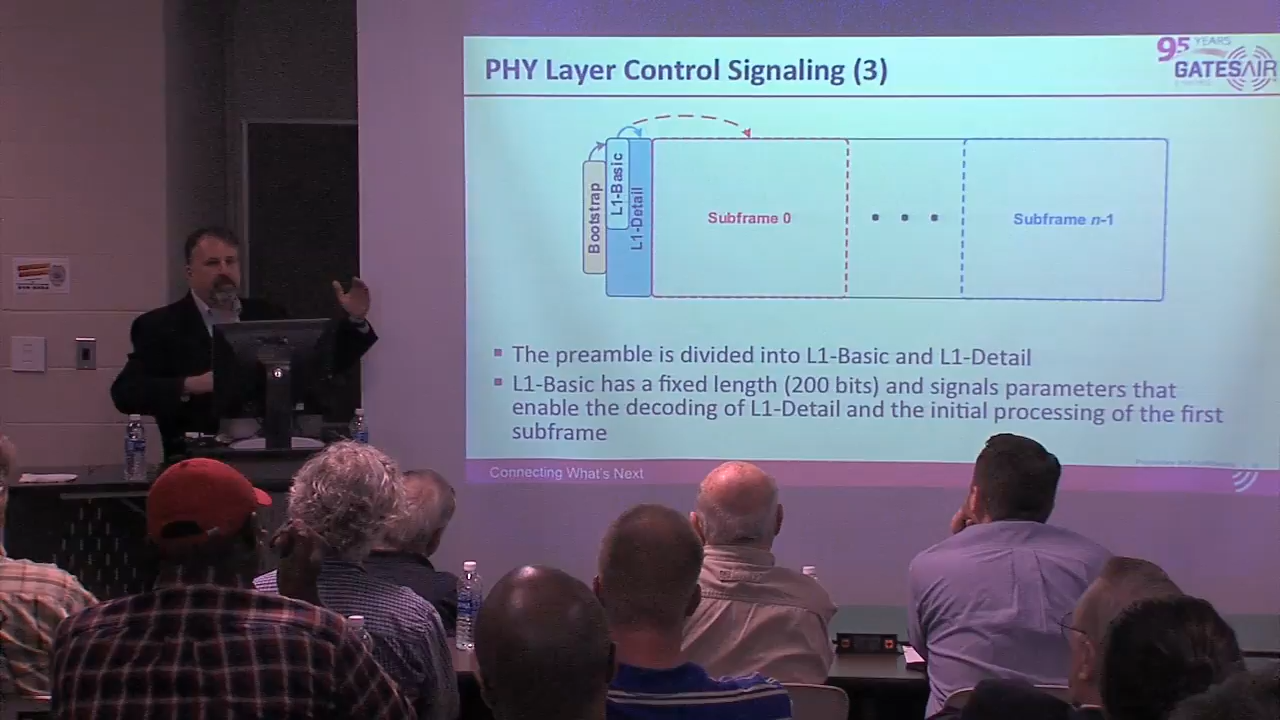 PHY Layer Control Signaling (3)
95 YEARS
GATESAIR
Bootstrap
L1-Basic
L1-Detail
Subframe 0
Subframe n-1
▪ The preamble is divided into L1-Basic and L1-Detail
▪ L1-Basic has a fixed length (200 bits) and signals parameters that
enable the decoding of L1-Detail and the initial processing of the first
subframe
Connecting What's Next